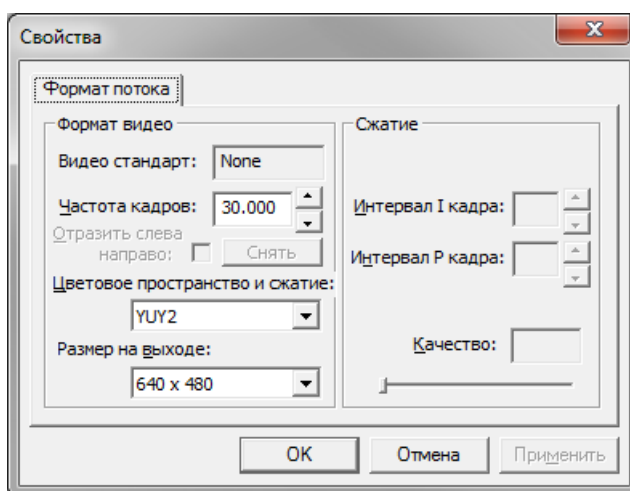 Свойства
Формат потока
Формат видео
Видео стандарт: None
Частота кадров: 30.000
Отразить слева
направо: Снять
Цветовое пространство и сжатие:
YUY2
Размер на выходе:
640 x 480
Сжатие
Интервал I кадра:
Интервал P кадра:
Качество:
OK Отмена Применить